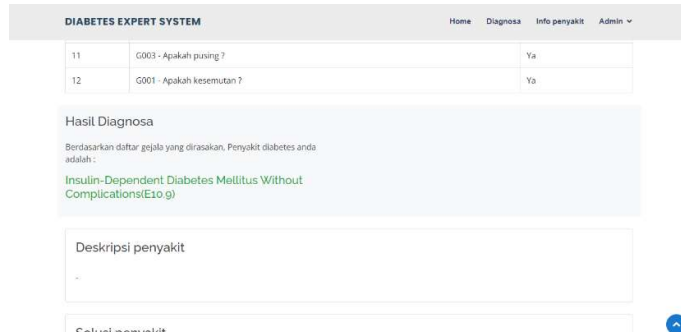 DIABETES EXPERT SYSTEM Home Diagnosa Info penyakit Admin
11 G003 - Apakah pusing ? Ya
12 G001 - Apakah kesemutan ? Ya
Hasil Diagnosa
Berdasarkan daftar gejala yang dirasakan, Penyakit diabetes anda
adalah :
Insulin-Dependent Diabetes Mellitus Without
Complications(E10.9)
Deskripsi penyakit
-
Solusi penyakit